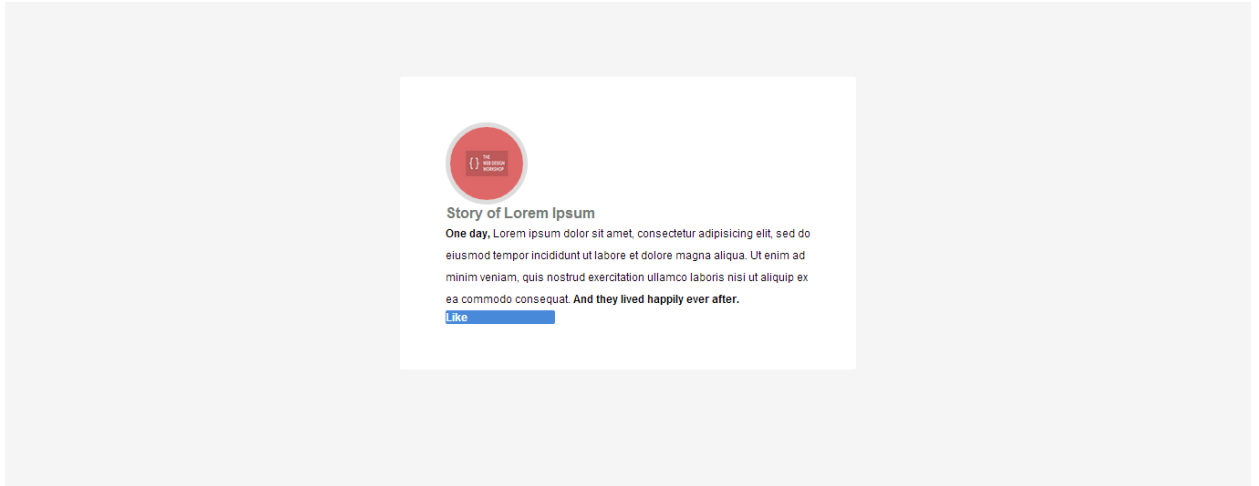 { } THE
WEB DESIGN
WORKSHOP
Story of Lorem Ipsum
One day, Lorem ipsum dolor sit amet, consectetur adipisicing elit, sed do
eiusmod tempor incididunt ut labore et dolore magna aliqua. Ut enim ad
minim veniam, quis nostrud exercitation ullamco laboris nisi ut aliquip ex
ea commodo consequat. And they lived happily ever after.
Like